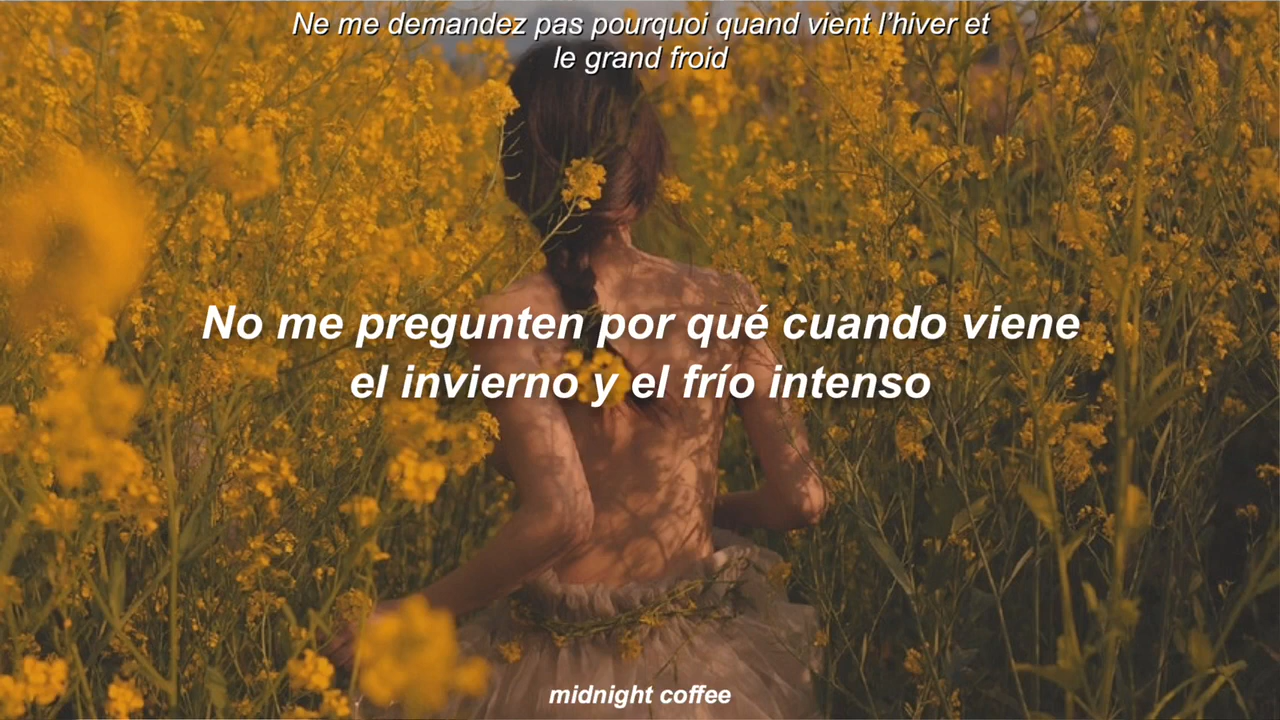 Ne me demandez pas pourquoi quand vient l’hiver et
le grand froid
No me pregunten por qué cuando viene
el invierno y el frío intenso
midnight coffee